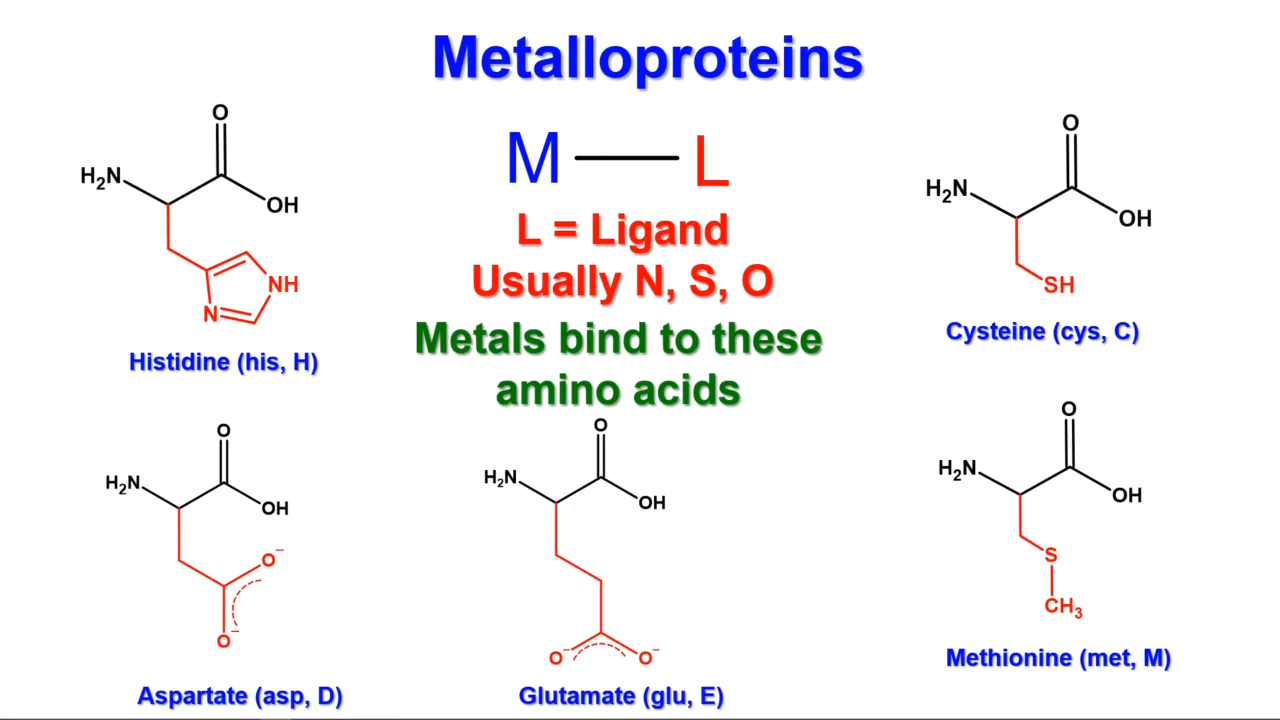 Metalloproteins
M — L
L = Ligand
Usually N, S, O
Metals bind to these
amino acids
O
H₂N
OH
NH
N
Histidine (his, H)
O
H₂N
OH
SH
Cysteine (cys, C)
O
H₂N
OH
O⁻
O⁻
Aspartate (asp, D)
O
H₂N
OH
O⁻
O⁻
Glutamate (glu, E)
O
H₂N
OH
S
CH₃
Methionine (met, M)